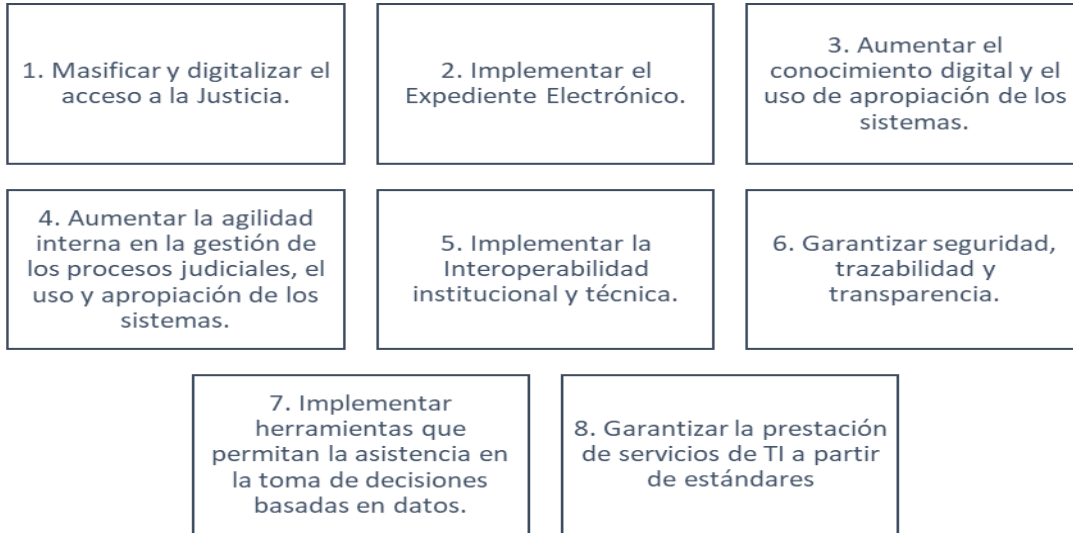 1. Masificar y digitalizar el
acceso a la Justicia.
2. Implementar el
Expediente Electrónico.
3. Aumentar el
conocimiento digital y el
uso de apropiación de los
sistemas.
4. Aumentar la agilidad
interna en la gestión de
los procesos judiciales, el
uso y apropiación de los
sistemas.
5. Implementar la
Interoperabilidad
institucional y técnica.
6. Garantizar seguridad,
trazabilidad y
transparencia.
7. Implementar
herramientas que
permitan la asistencia en
la toma de decisiones
basadas en datos.
8. Garantizar la prestación
de servicios de TI a partir
de estándares